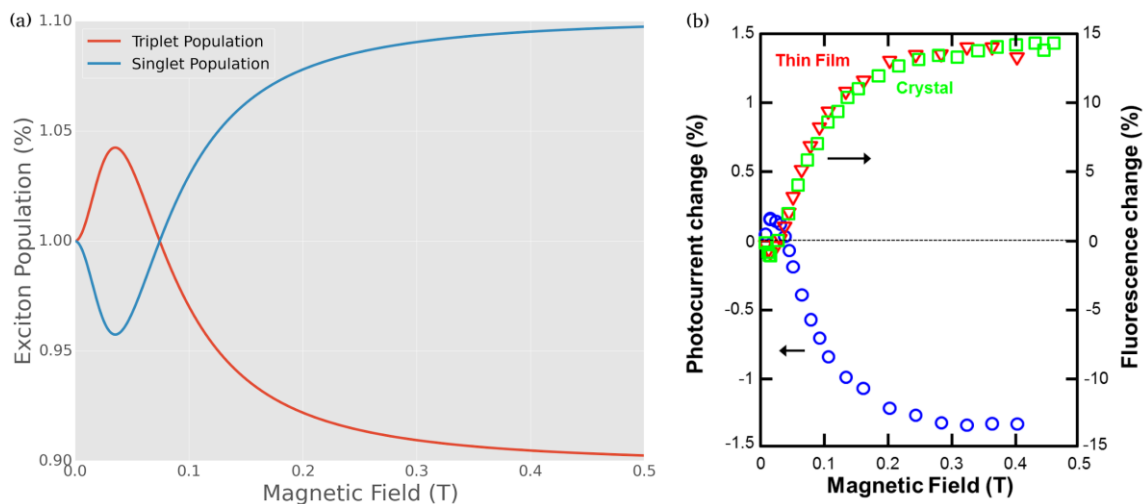 (a)
1.10
1.05
1.00
0.95
0.90
Exciton Population (%)
Triplet Population
Singlet Population
0.0
0.1
0.2
0.3
0.4
0.5
Magnetic Field (T)
(b)
1.5
1
0.5
0
-0.5
-1
-1.5
Photocurrent change (%)
Thin Film
Crystal
15
10
5
0
-5
-10
-15
Fluorescence change (%)
0
0.1
0.2
0.3
0.4
0.5
Magnetic Field (T)